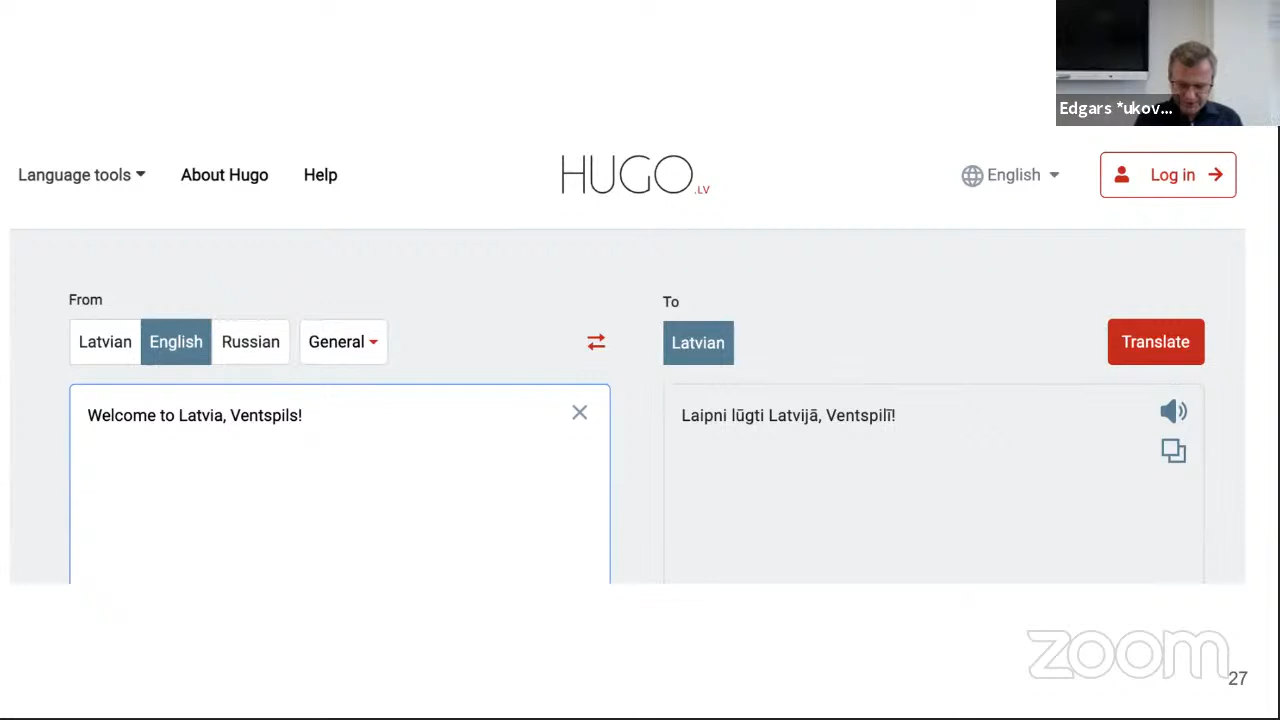 Edgars *ukov...
Language tools
About Hugo
Help
HUGO.LV
English
Log in
From
Latvian
English
Russian
General
To
Latvian
Translate
Welcome to Latvia, Ventspils!
Laipni lūgti Latvijā, Ventspilī!
zoom
27